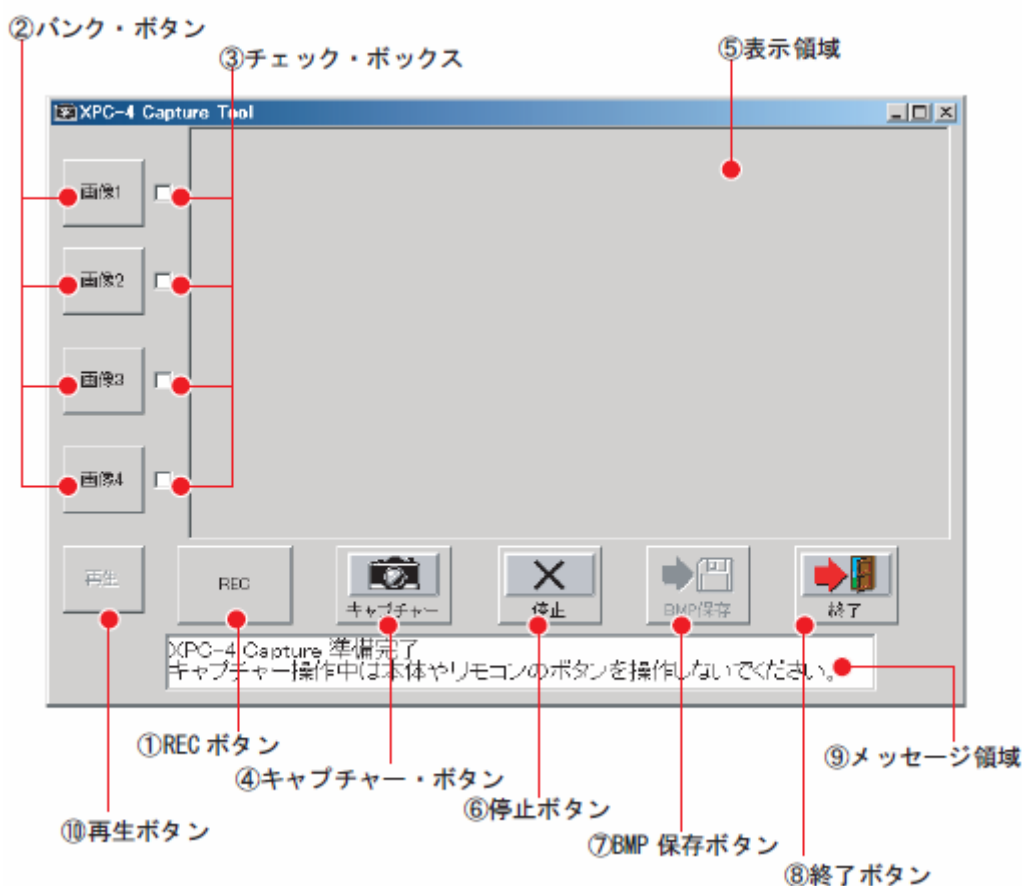 ②バンク・ボタン
③チェック・ボックス
⑤表示領域
XPC-4 Capture Tool
画像1
画像2
画像3
画像4
再生
REC
キャプチャー
停止
BMP保存
終了
XPC-4 Capture 準備完了
キャプチャー操作中は本体やリモコンのボタンを操作しないでください。
①REC ボタン
⑨メッセージ領域
④キャプチャー・ボタン
⑥停止ボタン
⑩再生ボタン
⑦BMP 保存ボタン
⑧終了ボタン